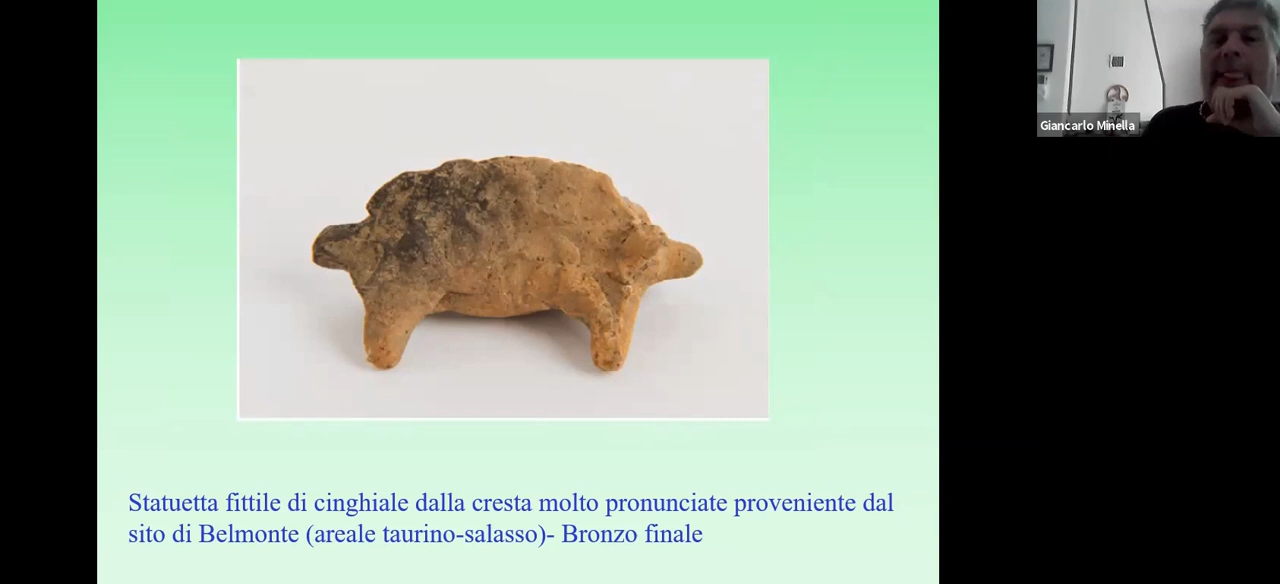 Giancarlo Minella
Statuetta fittile di cinghiale dalla cresta molto pronunciate proveniente dal
sito di Belmonte (areale taurino-salasso)- Bronzo finale